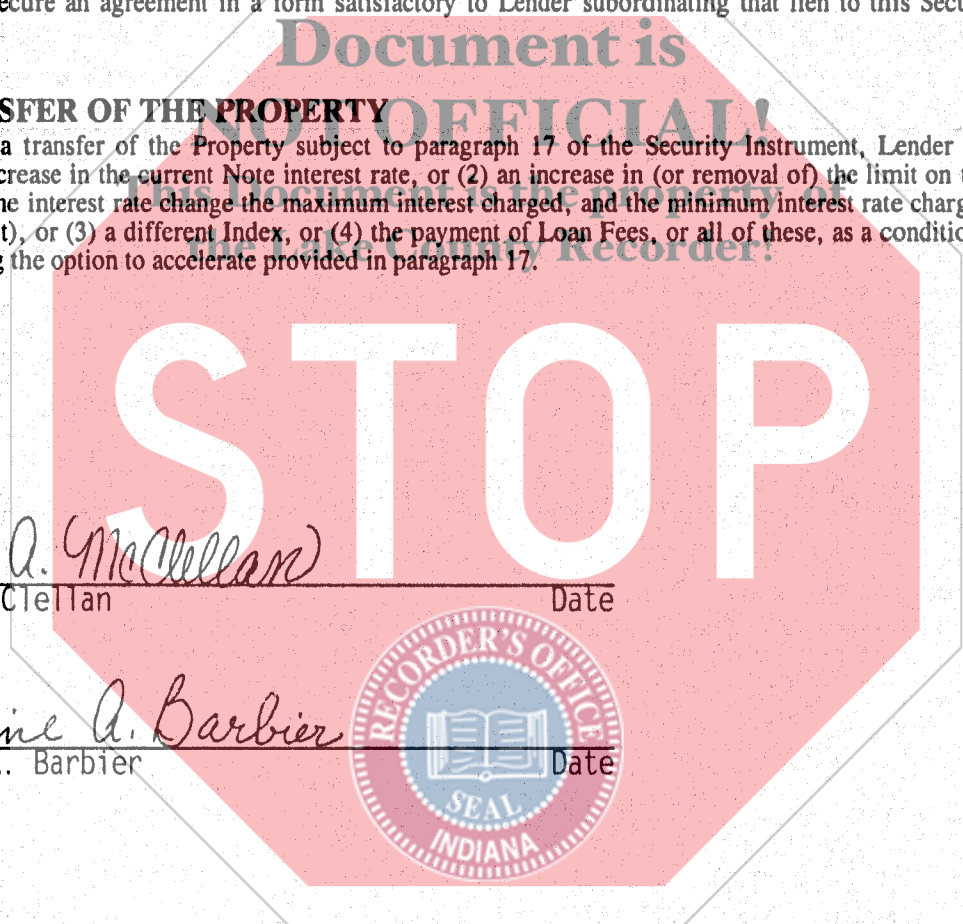 ecure an agreement in a form satisfactory to Lender subordinating that lien to this Secu
Document is
NOT OFFICIAL!
SFER OF THE PROPERTY
a transfer of the Property subject to paragraph 17 of the Security Instrument, Lender
crease in the current Note interest rate, or (2) an increase in (or removal of) the limit on
This Document is the property of
ne interest rate change the maximum interest charged, and the minimum interest rate charg
the Lake County Recorder!
t), or (3) a different Index, or (4) the payment of Loan Fees, or all of these, as a conditio
g the option to accelerate provided in paragraph 17.
STOP
A. McClellan
Clellan Date
RECORDER'S OFFICE
ine A. Barbier
. Barbier Date
SEAL
INDIANA